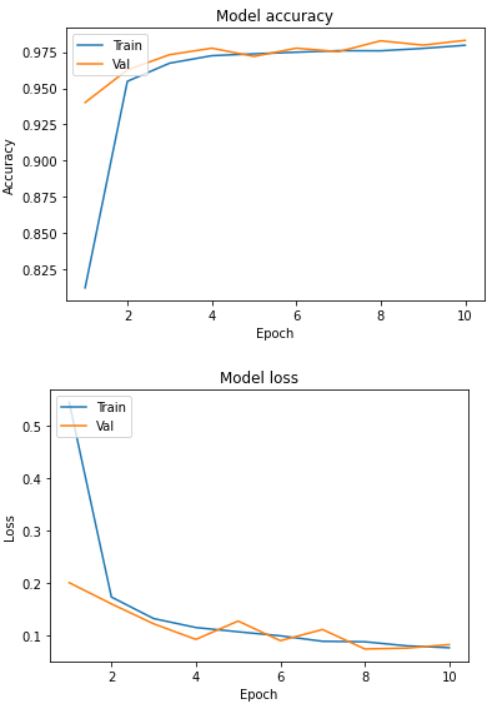 Model accuracy
Train
Val
0.975
0.950
0.925
0.900
0.875
0.850
0.825
Accuracy
2 4 6 8 10
Epoch
Model loss
Train
Val
0.5
0.4
0.3
0.2
0.1
Loss
2 4 6 8 10
Epoch